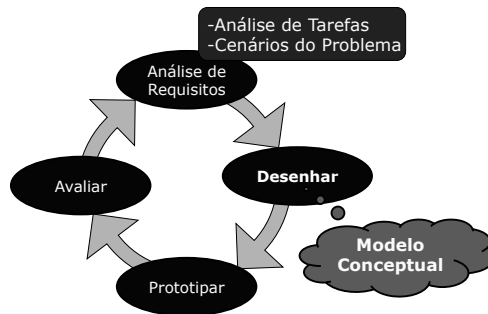 -Análise de Tarefas
-Cenários do Problema
Análise de
Requisitos
Desenhar
Avaliar
Modelo
Conceptual
Prototipar